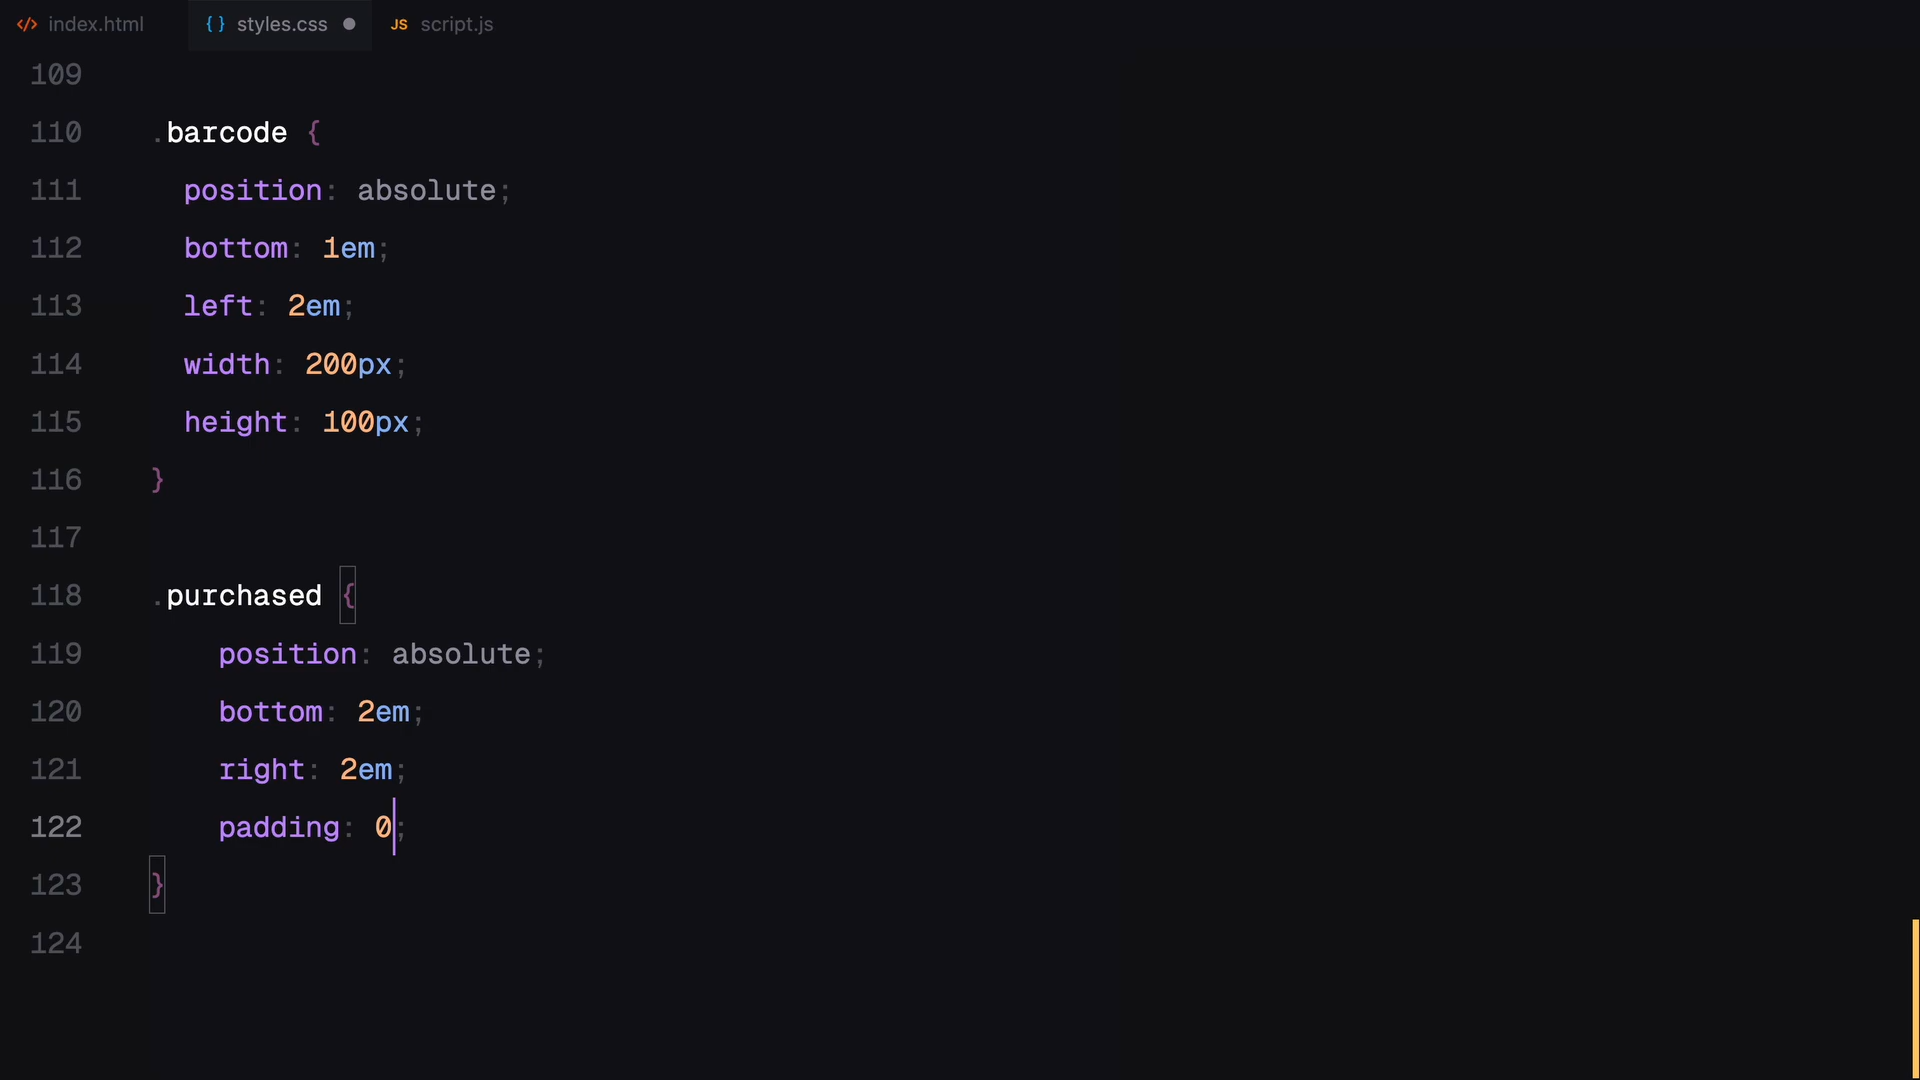 </> index.html {} styles.css ● JS script.js
109
110 .barcode {
111 position: absolute;
112 bottom: 1em;
113 left: 2em;
114 width: 200px;
115 height: 100px;
116 }
117
118 .purchased {
119 position: absolute;
120 bottom: 2em;
121 right: 2em;
122 padding: 0;
123 }
124